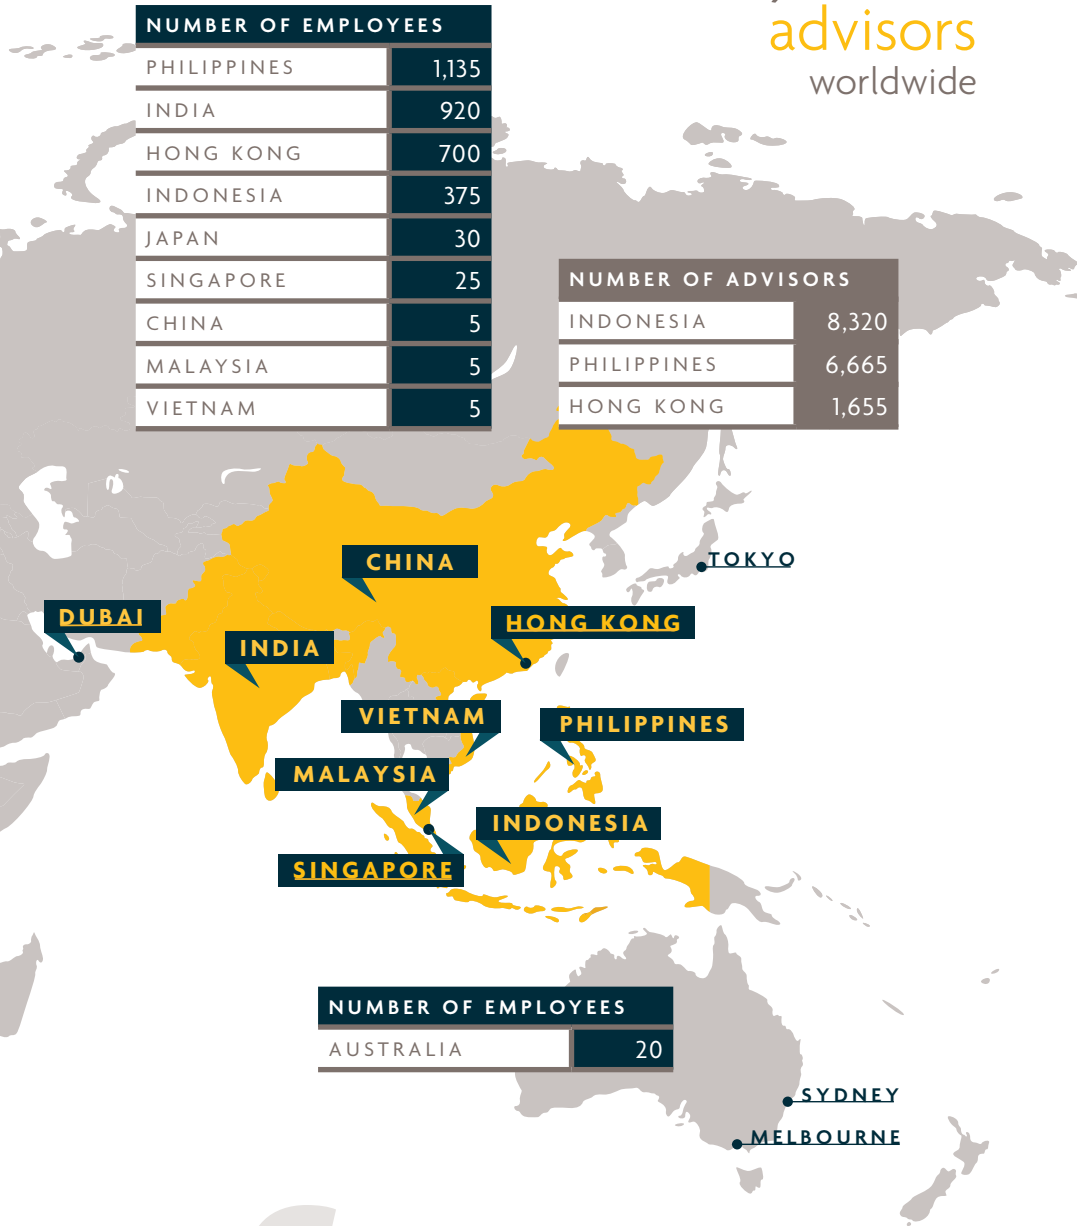 advisors
worldwide
NUMBER OF EMPLOYEES
PHILIPPINES 1,135
INDIA 920
HONG KONG 700
INDONESIA 375
JAPAN 30
SINGAPORE 25
CHINA 5
MALAYSIA 5
VIETNAM 5
NUMBER OF ADVISORS
INDONESIA 8,320
PHILIPPINES 6,665
HONG KONG 1,655
CHINA
TOKYO
DUBAI
HONG KONG
INDIA
VIETNAM
PHILIPPINES
MALAYSIA
INDONESIA
SINGAPORE
NUMBER OF EMPLOYEES
AUSTRALIA 20
SYDNEY
MELBOURNE